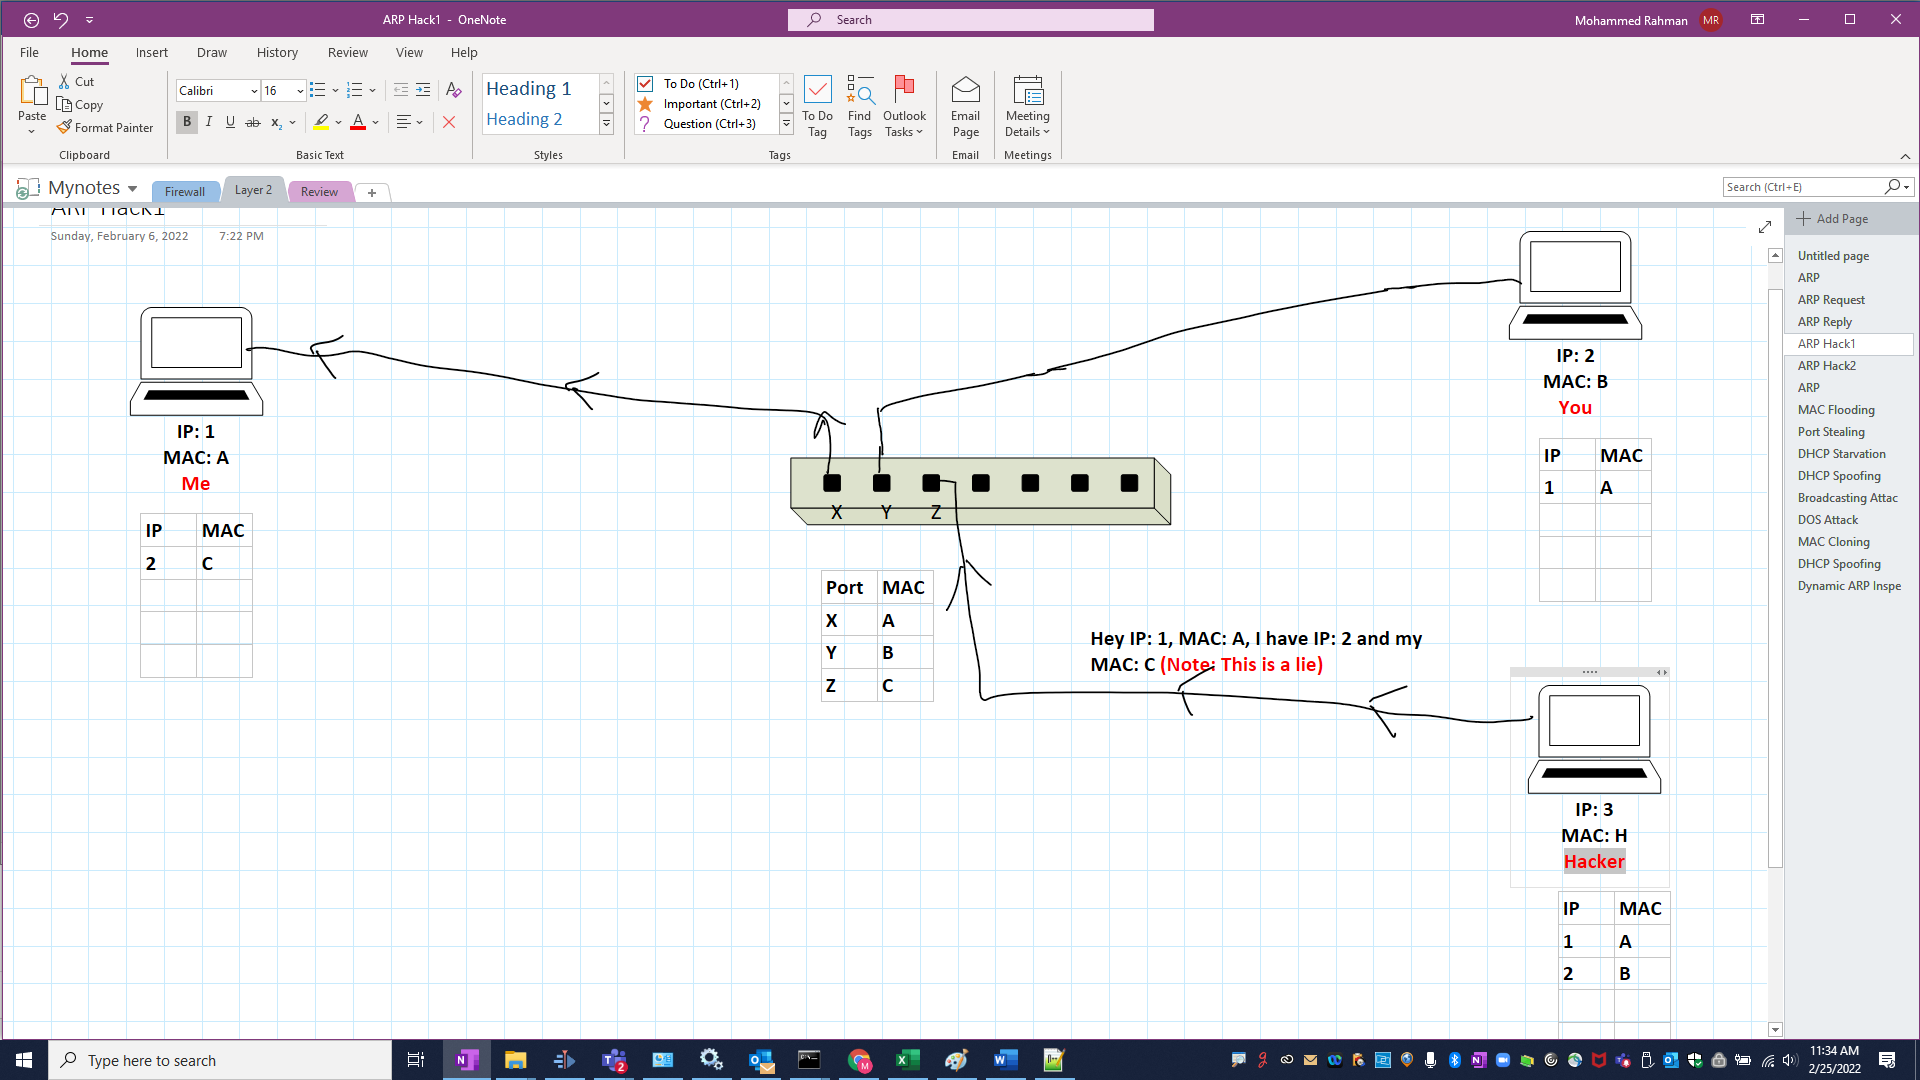 ARP Hack1 - OneNote
Search
Mohammed Rahman
MR
File
Home
Insert
Draw
History
Review
View
Help
Paste
Cut
Copy
Format Painter
Clipboard
Calibri
16
B I U ab x₂
A
Basic Text
Heading 1
Heading 2
Styles
To Do (Ctrl+1)
Important (Ctrl+2)
Question (Ctrl+3)
To Do
Tag
Find
Tags
Outlook
Tasks
Tags
Email
Page
Email
Meeting
Details
Meetings
Mynotes
Firewall
Layer 2
Review
+
Search (Ctrl+E)
ARP Hack1
Sunday, February 6, 2022 7:22 PM
IP: 1
MAC: A
Me
IP MAC
2 C
X Y Z
Port MAC
X A
Y B
Z C
IP: 2
MAC: B
You
IP MAC
1 A
Hey IP: 1, MAC: A, I have IP: 2 and my
MAC: C (Note: This is a lie)
IP: 3
MAC: H
Hacker
IP MAC
1 A
2 B
Add Page
Untitled page
ARP
ARP Request
ARP Reply
ARP Hack1
ARP Hack2
ARP
MAC Flooding
Port Stealing
DHCP Starvation
DHCP Spoofing
Broadcasting Attac
DOS Attack
MAC Cloning
DHCP Spoofing
Dynamic ARP Inspe
Type here to search
11:34 AM
2/25/2022